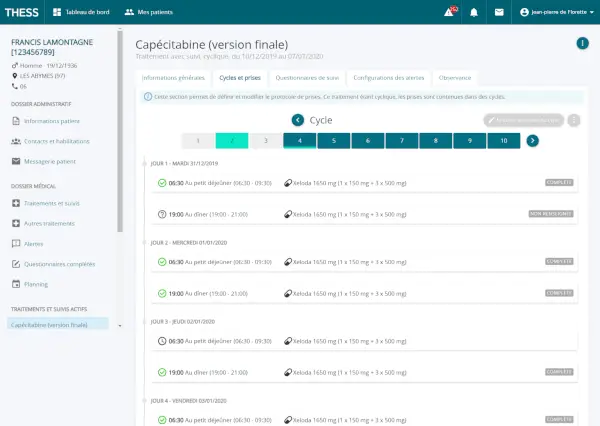 THESS
Tableau de bord
Mes patients
jean-pierre de Florette
FRANCIS LAMONTAGNE
[123456789]
Homme - 19/12/1936
LES ABYMES (97)
06
DOSSIER ADMINISTRATIF
Informations patient
Contacts et habilitations
Messagerie patient
DOSSIER MÉDICAL
Traitements et suivis
Autres traitements
Alertes
Questionnaires complétés
Planning
TRAITEMENTS ET SUIVIS ACTIFS
Capécitabine (version finale)
Capécitabine (version finale)
Traitement avec suivi, cyclique, du 10/12/2019 au 07/01/2020
Informations générales
Cycles et prises
Questionnaires de suivi
Configurations des alertes
Observance
Cette section permet de définir et modifier le protocole de prises. Ce traitement étant cyclique, les prises sont contenues dans des cycles.
Cycle
1 2 3 4 5 6 7 8 9 10
JOUR 1 - MARDI 31/12/2019
06:30 Au petit déjeûner (06:30 - 09:30) Xeloda 1650 mg (1 x 150 mg + 3 x 500 mg) COMPLÉTÉ
19:00 Au dîner (19:00 - 21:00) Xeloda 1650 mg (1 x 150 mg + 3 x 500 mg) NON RENSEIGNÉE
JOUR 2 - MERCREDI 01/01/2020
06:30 Au petit déjeûner (06:30 - 09:30) Xeloda 1650 mg (1 x 150 mg + 3 x 500 mg) COMPLÉTÉ
19:00 Au dîner (19:00 - 21:00) Xeloda 1650 mg (1 x 150 mg + 3 x 500 mg) COMPLÉTÉ
JOUR 3 - JEUDI 02/01/2020
06:30 Au petit déjeûner (06:30 - 09:30) Xeloda 1650 mg (1 x 150 mg + 3 x 500 mg)
19:00 Au dîner (19:00 - 21:00) Xeloda 1650 mg (1 x 150 mg + 3 x 500 mg) COMPLÉTÉ
JOUR 4 - VENDREDI 03/01/2020
06:30 Au petit déjeûner (06:30 - 09:30) Xeloda 1650 mg (1 x 150 mg + 3 x 500 mg) COMPLÉTÉ